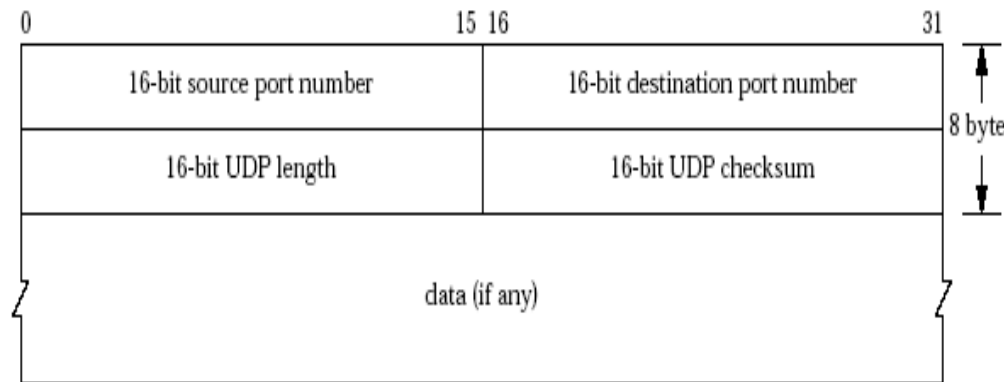 0 15 16 31
16-bit source port number 16-bit destination port number
8 byte
16-bit UDP length 16-bit UDP checksum
data (if any)